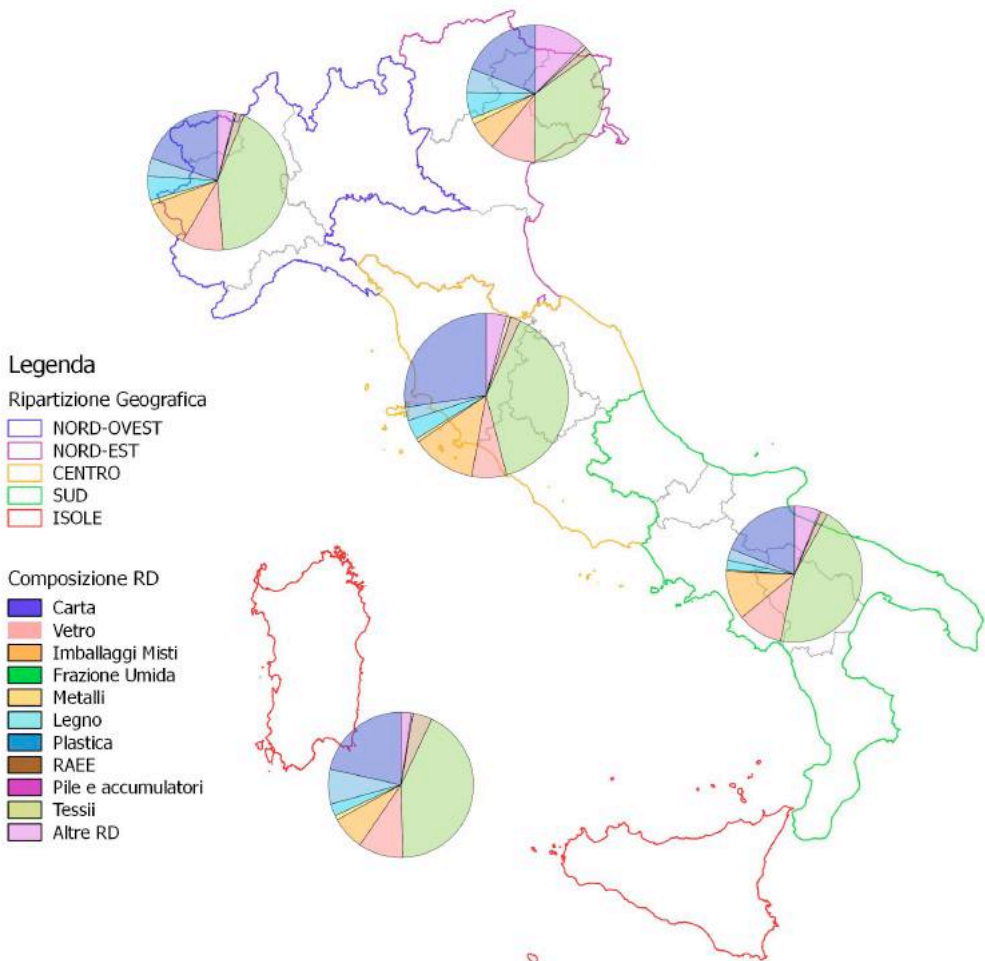 Legenda
Ripartizione Geografica
NORD-OVEST
NORD-EST
CENTRO
SUD
ISOLE
Composizione RD
Carta
Vetro
Imballaggi Misti
Frazione Umida
Metalli
Legno
Plastica
RAEE
Pile e accumulatori
Tessii
Altre RD